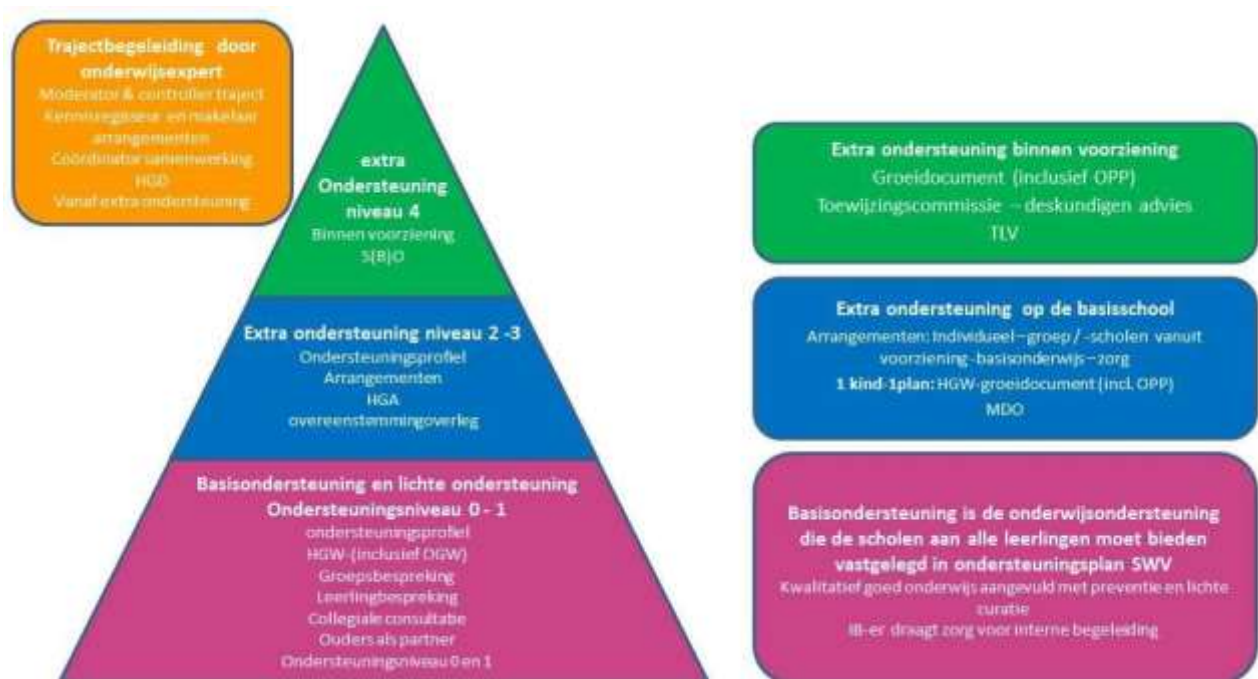 Trajectbegeleiding door
onderwijsexpert
Moderator & controller traject
Kennisregisseur en makelaar
arrangementen
Coördinator samenwerking
HGD
Vanaf extra ondersteuning
extra
Ondersteuning
niveau 4
Binnen voorziening
S(B)O
Extra ondersteuning niveau 2 -3
Ondersteuningsprofiel
Arrangementen
HGA
overeenstemmingoverleg
Basisondersteuning en lichte ondersteuning
Ondersteuningsniveau 0 - 1
ondersteuningsprofiel
HGW-(inclusief OGW)
Groepsbespreking
Leerlingbespreking
Collegiale consultatie
Ouders als partner
Ondersteuningsniveau 0 en 1
Extra ondersteuning binnen voorziening
Groeidocument (inclusief OPP)
Toewijzingscommissie – deskundigen advies
TLV
Extra ondersteuning op de basisschool
Arrangementen: Individueel – groep / -scholen vanuit
voorziening-basisonderwijs – zorg
1 kind-1plan: HGW-groeidocument (incl. OPP)
MDO
Basisondersteuning is de onderwijsondersteuning
die de scholen aan alle leerlingen moet bieden
vastgelegd in ondersteuningsplan SWV
Kwalitatief goed onderwijs aangevuld met preventie en lichte
curatie
IB-er draagt zorg voor interne begeleiding